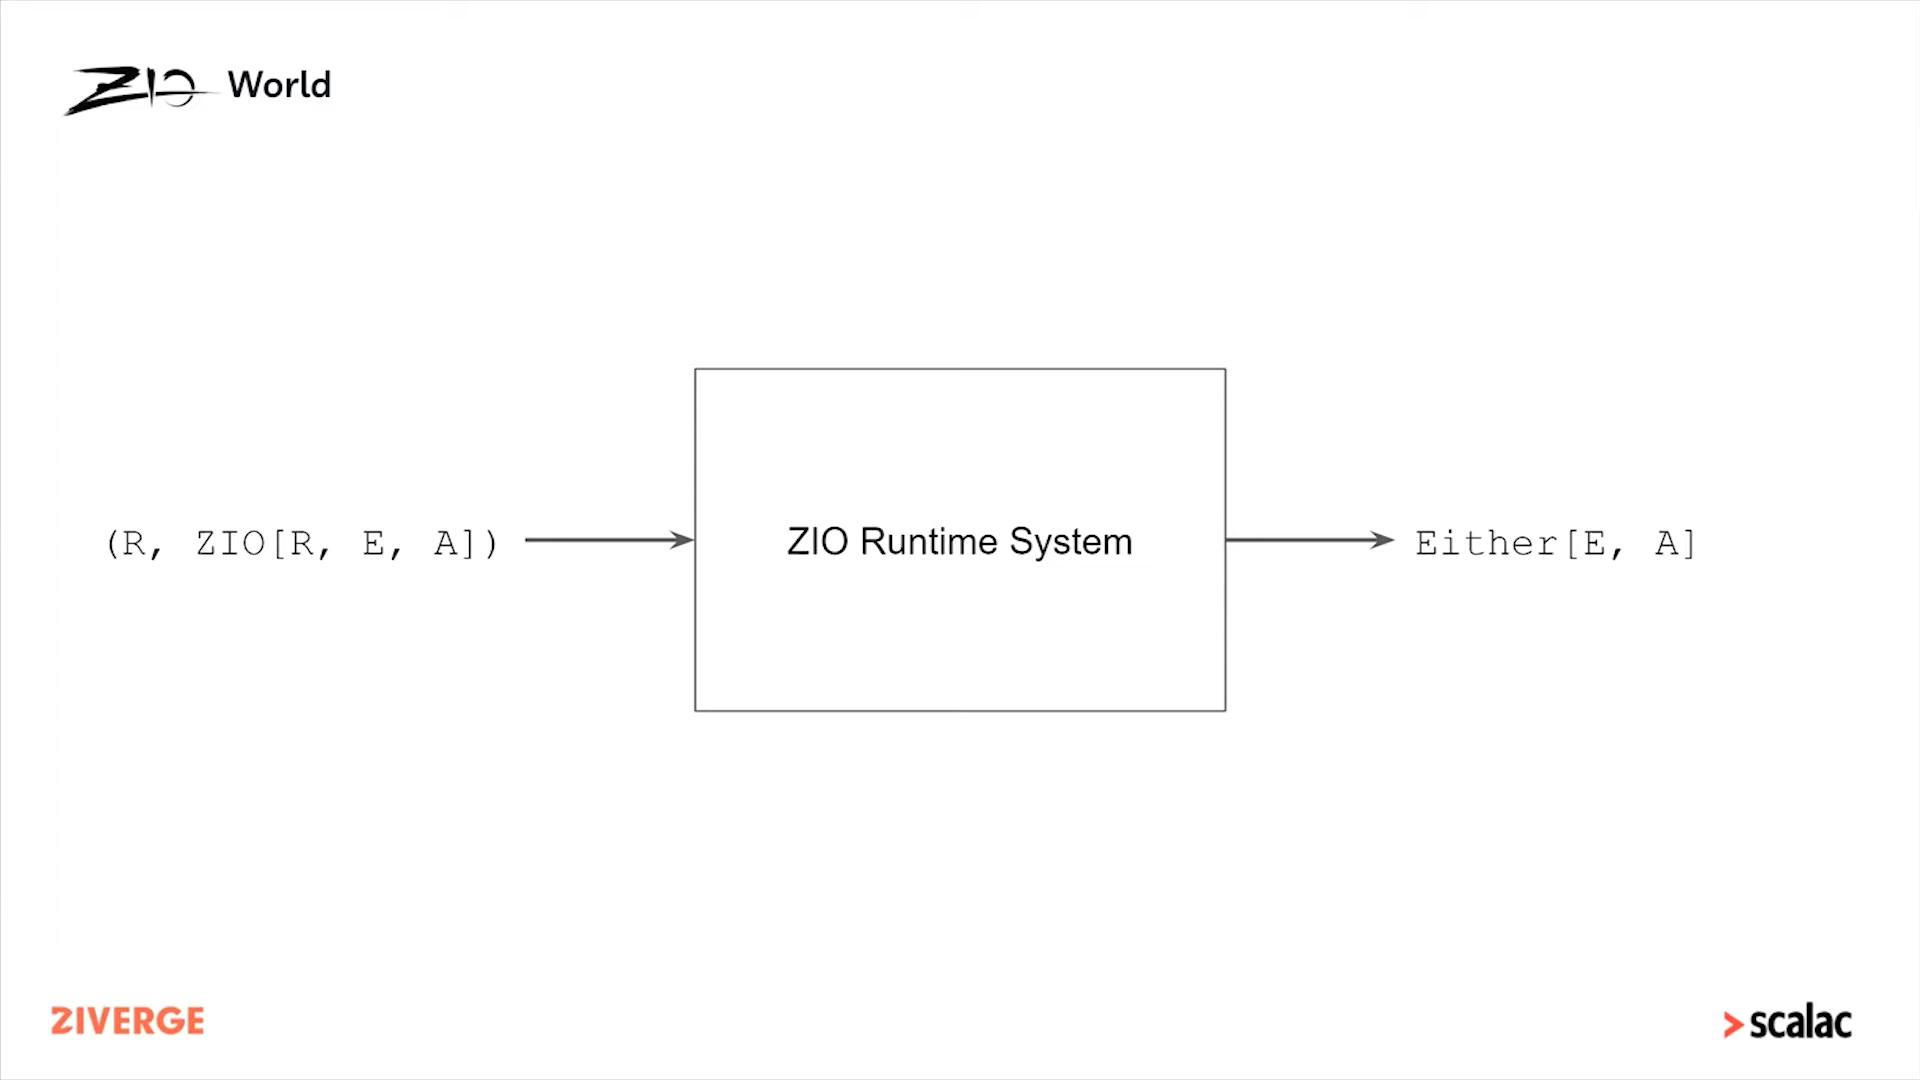 ZIO World
(R, ZIO[R, E, A])
ZIO Runtime System
Either[E, A]
ZIVERGE
>scalac